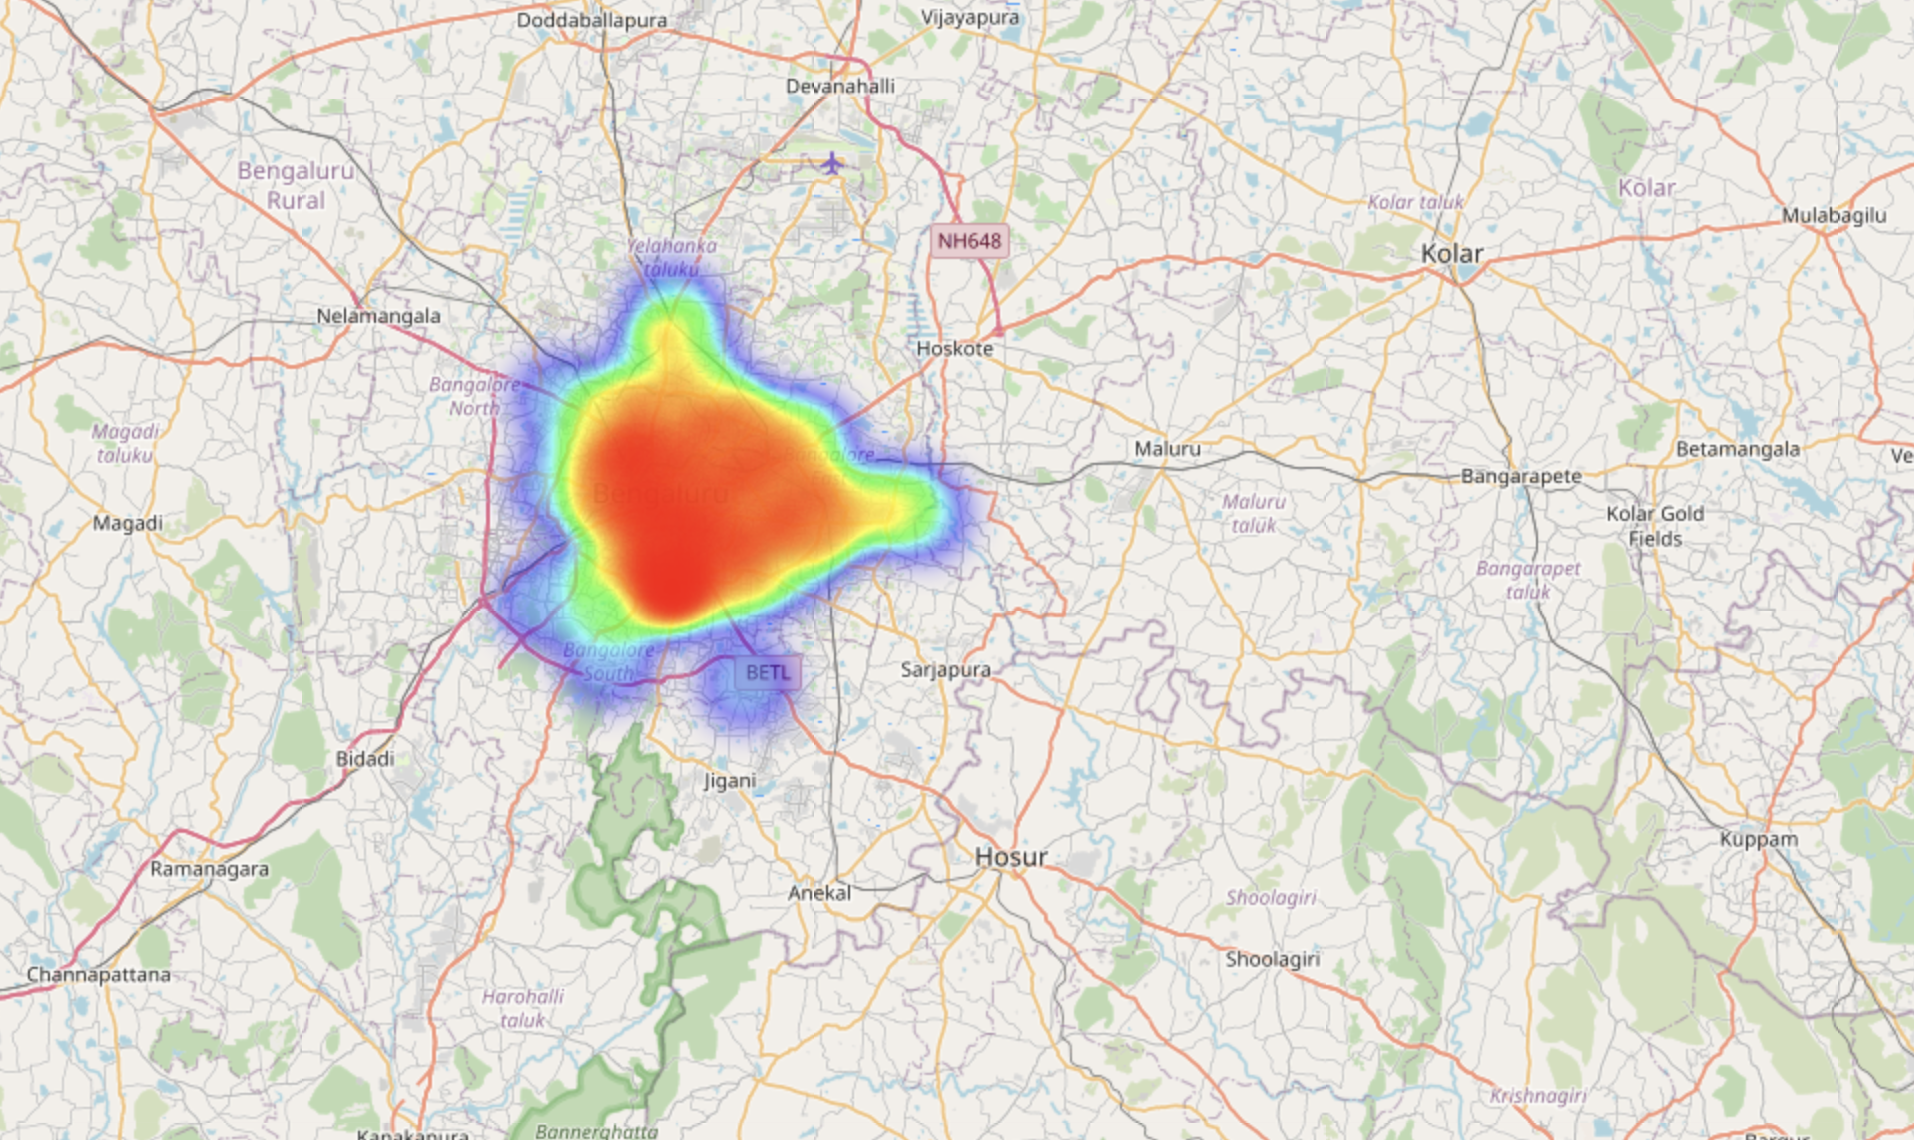 Doddaballapura
Vijayapura
Devanahalli
Bengaluru
Rural
Kolar taluk
Kolar
Mulabagilu
Yelahanka
taluku
NH648
Kolar
Nelamangala
Hoskote
Bangalore
North
Magadi
taluku
Bangalore
Maluru
Betamangala
Ve
Bangarapete
Bengaluru
Maluru
taluk
Magadi
Kolar Gold
Fields
Bangarapet
taluk
Bangalore
South
BETL
Sarjapura
Bidadi
Jigani
Kuppam
Ramanagara
Hosur
Anekal
Shoolagiri
Shoolagiri
Channapattana
Harohalli
taluk
Krishnagiri
Kanakapura
Bannerghatta
Bargur